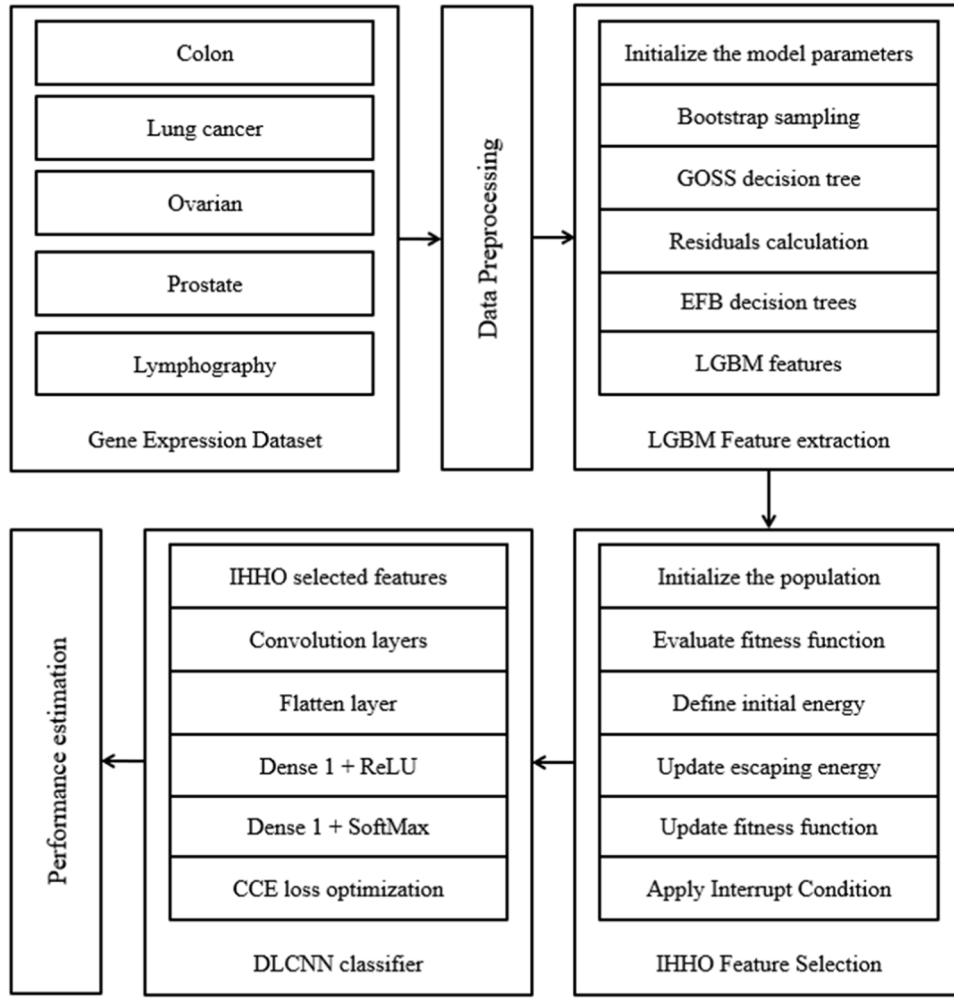 Colon
Lung cancer
Ovarian
Prostate
Lymphography
Gene Expression Dataset
Data Preprocessing
Initialize the model parameters
Bootstrap sampling
GOSS decision tree
Residuals calculation
EFB decision trees
LGBM features
LGBM Feature extraction
Initialize the population
Evaluate fitness function
Define initial energy
Update escaping energy
Update fitness function
Apply Interrupt Condition
IHHO Feature Selection
IHHO selected features
Convolution layers
Flatten layer
Dense 1 + ReLU
Dense 1 + SoftMax
CCE loss optimization
DLCNN classifier
Performance estimation